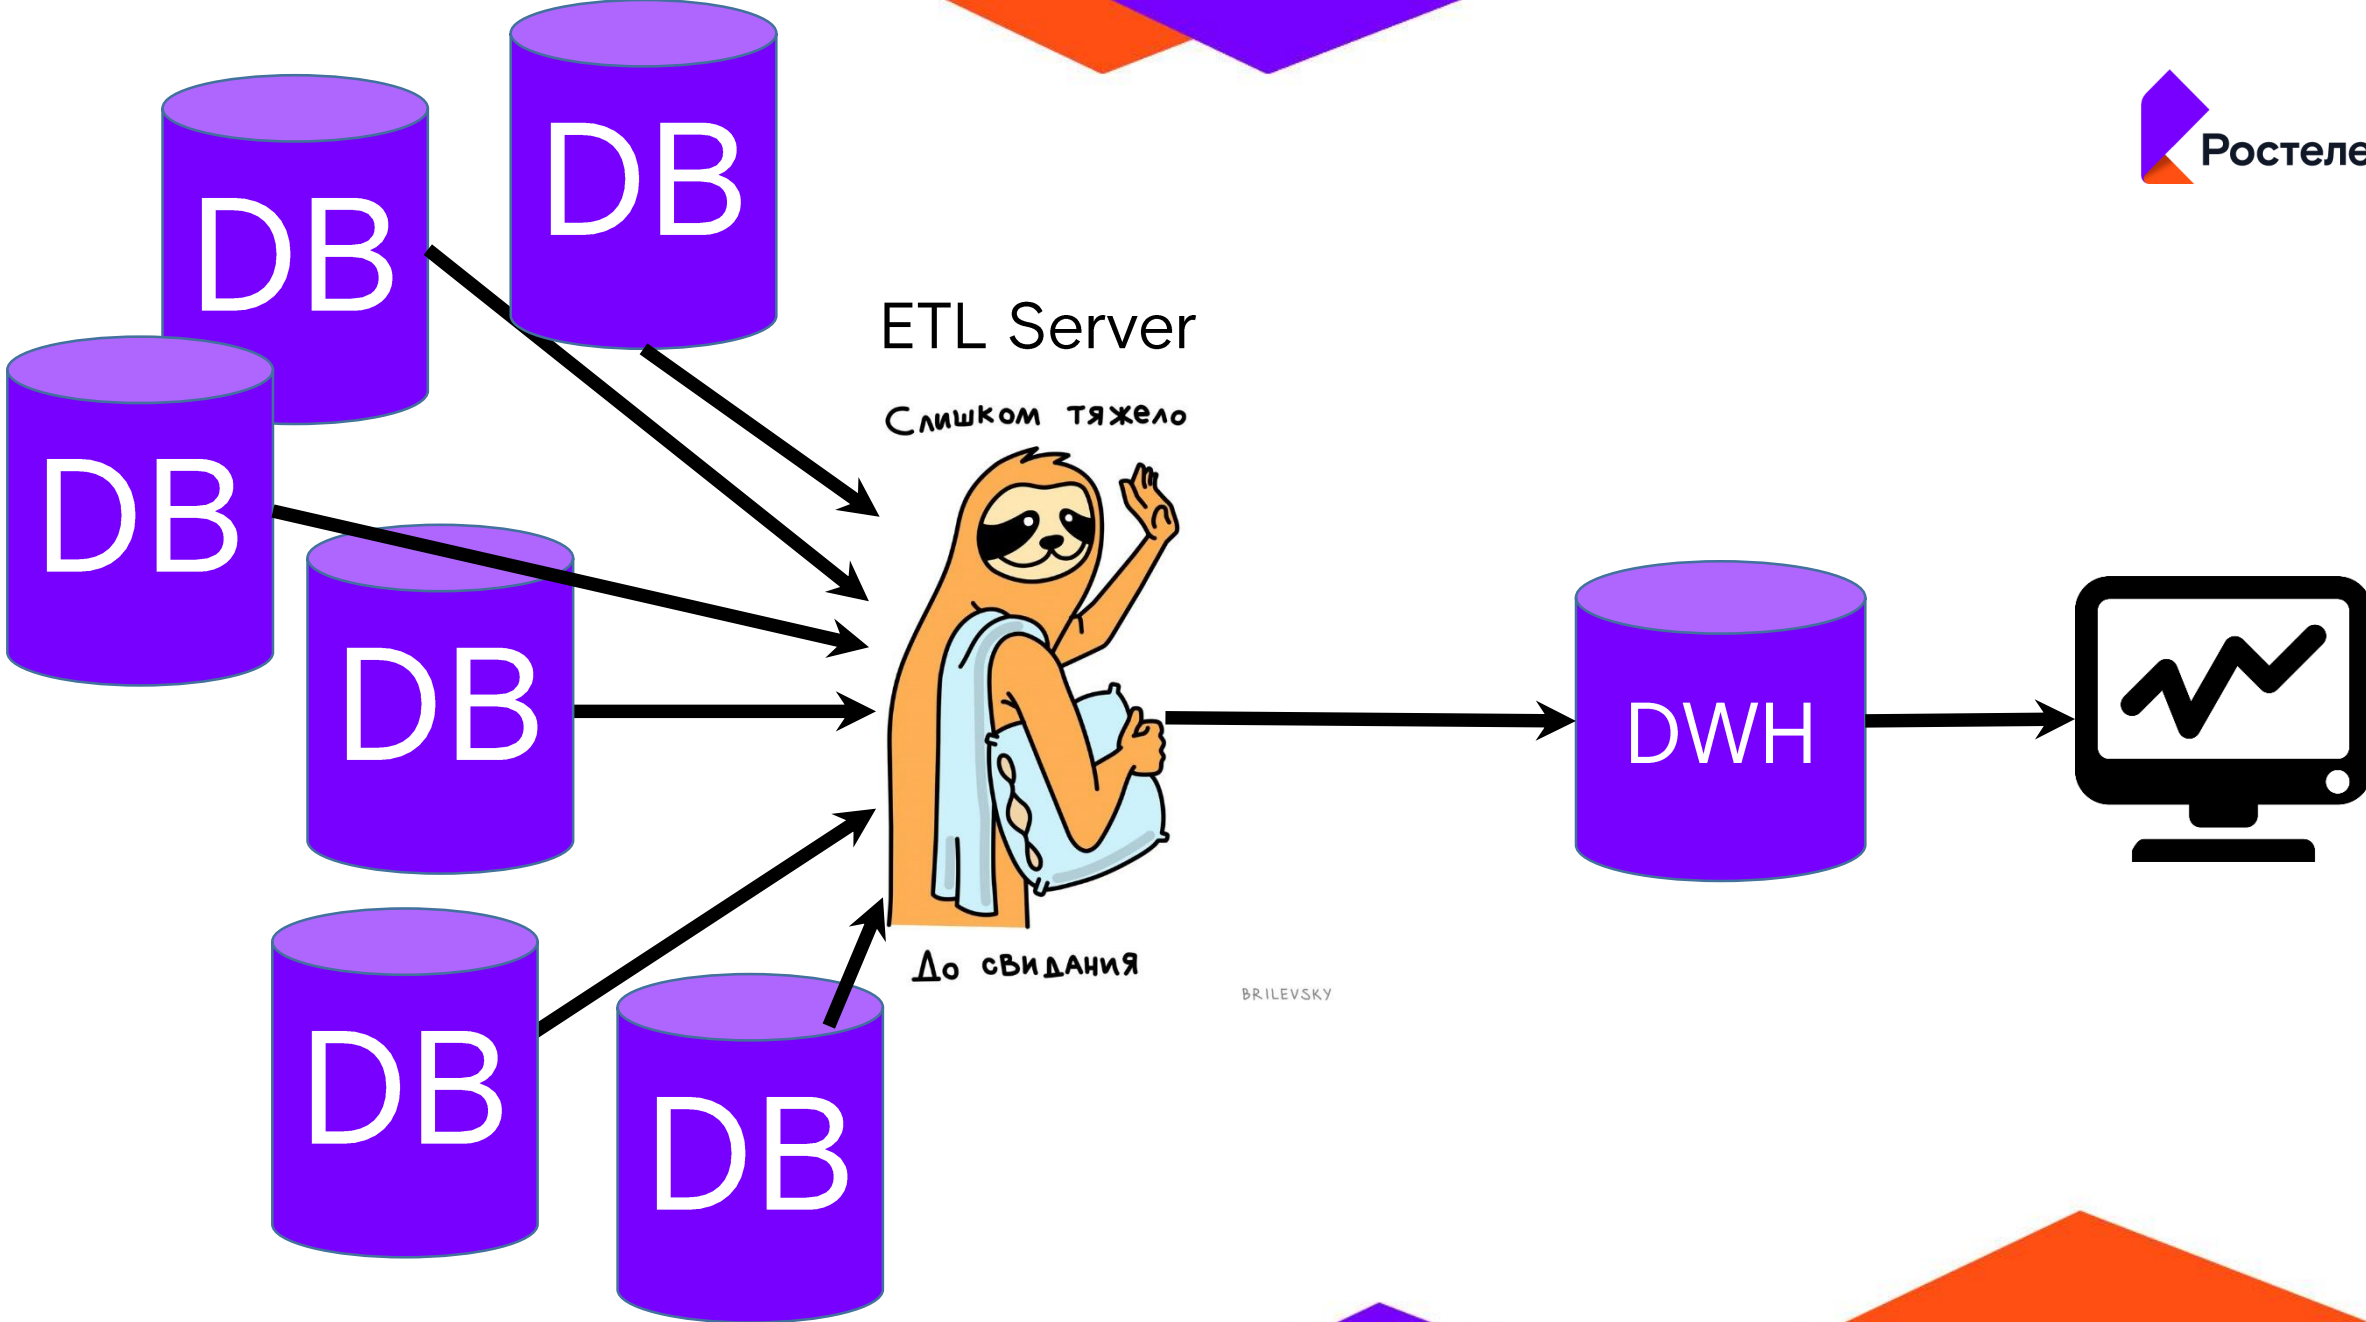 DB
DB
Ростеле
ETL Server
Слишком тяжело
DB
DB
DWH
До свидания
BRILEVSKY
DB
DB